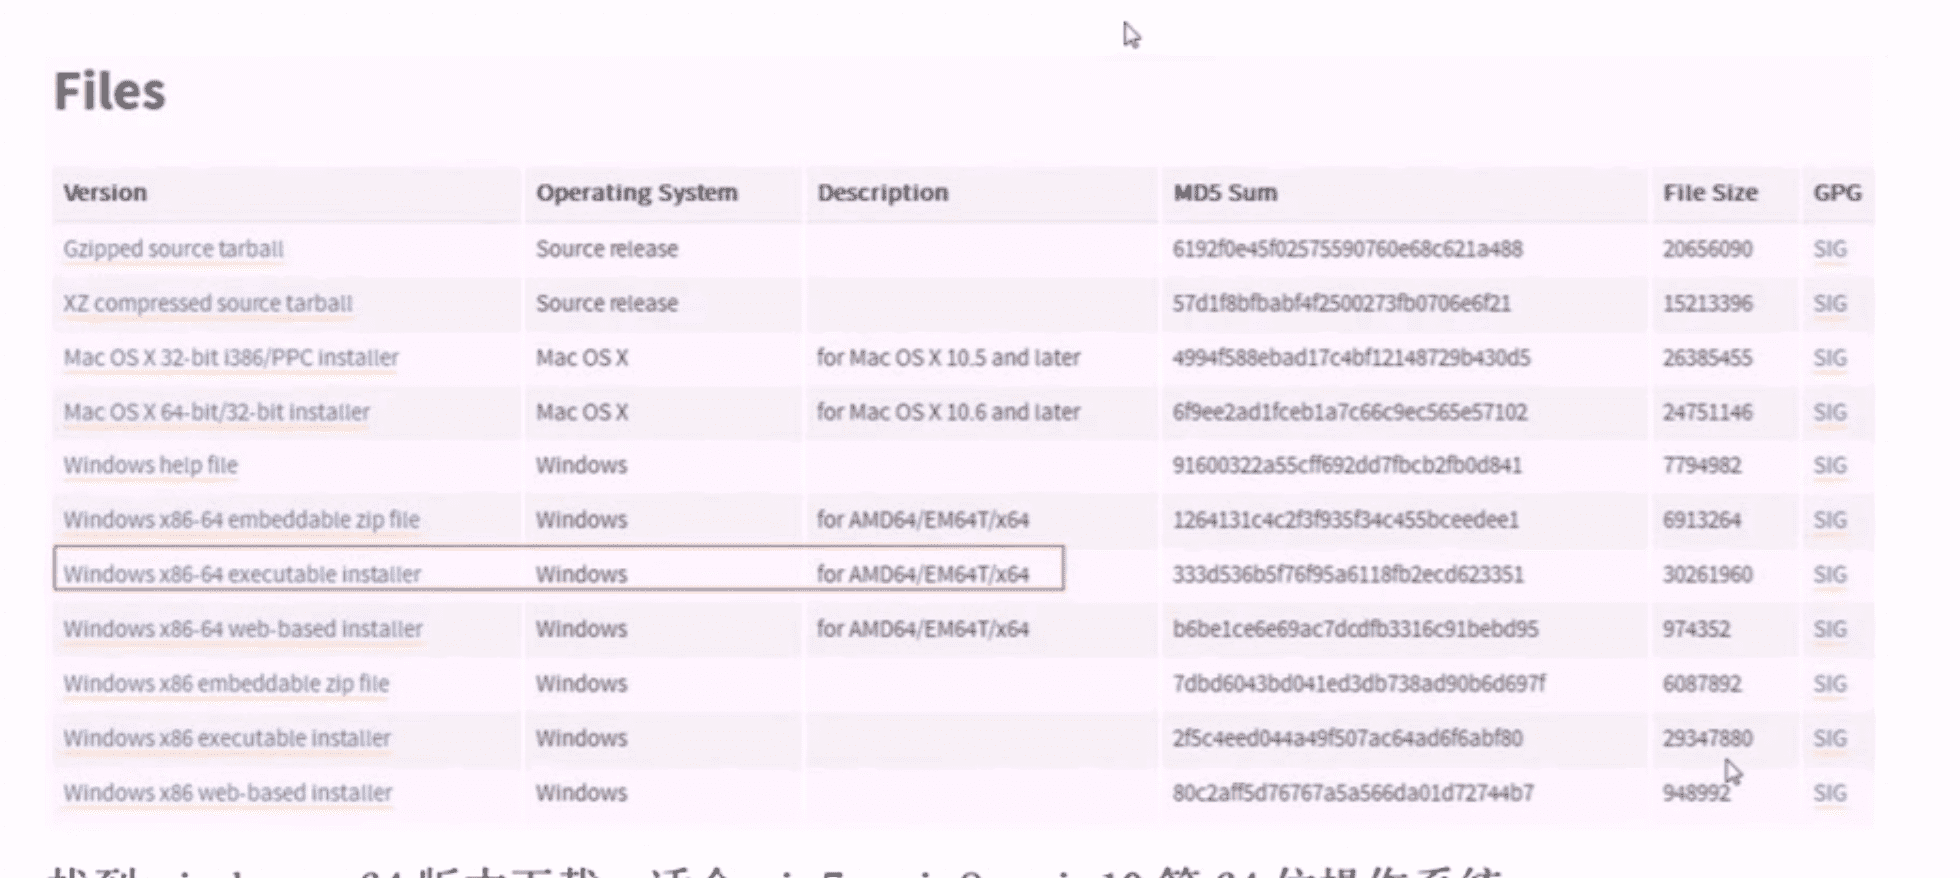 Files
Version Operating System Description MD5 Sum File Size GPG
Gzipped source tarball Source release 6192f0e45f02575590760e68c621a488 20656090 SIG
XZ compressed source tarball Source release 57d1f8bfbabf4f2500273fb0706e6f21 15213396 SIG
Mac OS X 32-bit i386/PPC installer Mac OS X for Mac OS X 10.5 and later 4994f588ebad17c4bf12148729b430d5 26385455 SIG
Mac OS X 64-bit/32-bit installer Mac OS X for Mac OS X 10.6 and later 6f9ee2ad1fceb1a7c66c9ec565e57102 24751146 SIG
Windows help file Windows 91600322a55cff692dd7fbcb2fb0d841 7794982 SIG
Windows x86-64 embeddable zip file Windows for AMD64/EM64T/x64 1264131c4c2f3f935f34c455bceedee1 6913264 SIG
Windows x86-64 executable installer Windows for AMD64/EM64T/x64 333d536b5f76f95a6118fb2ecd623351 30261960 SIG
Windows x86-64 web-based installer Windows for AMD64/EM64T/x64 b6be1ce6e69ac7dcdfb3316c91bebd95 974352 SIG
Windows x86 embeddable zip file Windows 7dbd6043bd041ed3db738ad90b6d697f 6087892 SIG
Windows x86 executable installer Windows 2f5c4eed044a49f507ac64ad6f6abf80 29347880 SIG
Windows x86 web-based installer Windows 80c2aff5d76767a5a566da01d72744b7 948992 SIG